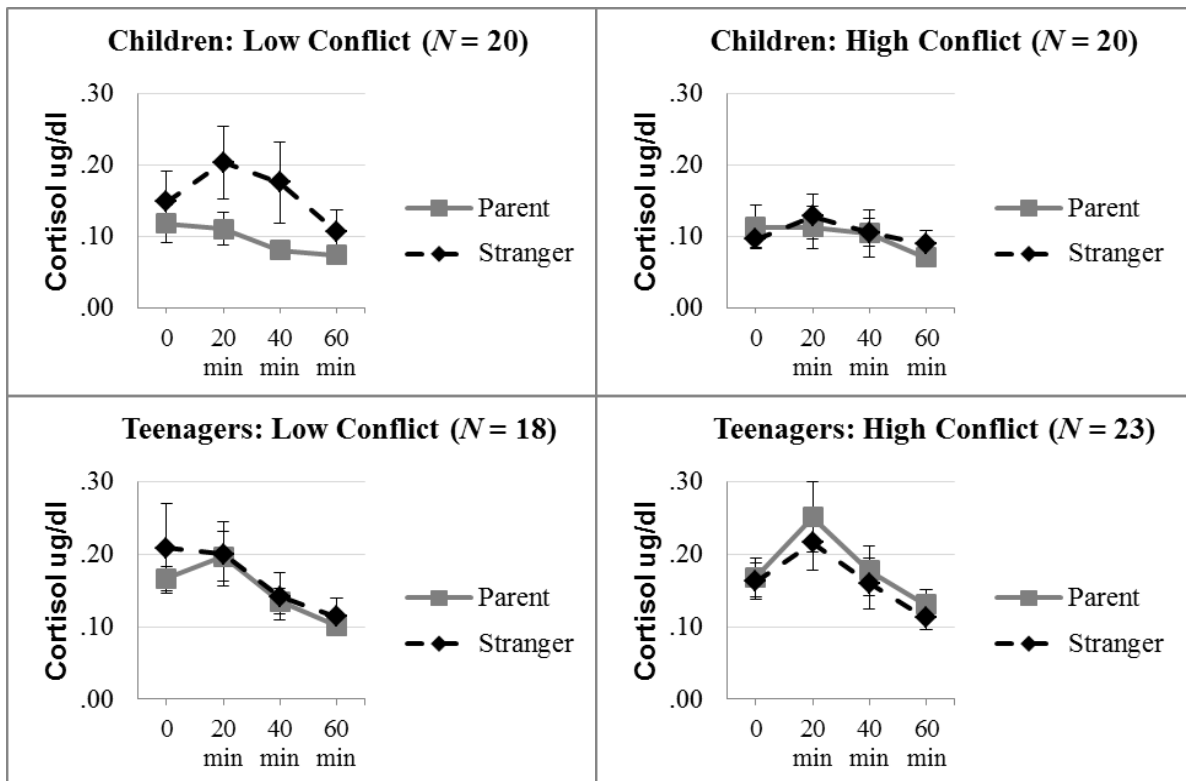 Children: Low Conflict (N = 20)
Cortisol ug/dl
.30
.20
.10
.00
0
20
min
40
min
60
min
Parent
Stranger
Children: High Conflict (N = 20)
Cortisol ug/dl
.30
.20
.10
.00
0
20
min
40
min
60
min
Parent
Stranger
Teenagers: Low Conflict (N = 18)
Cortisol ug/dl
.30
.20
.10
.00
0
20
min
40
min
60
min
Parent
Stranger
Teenagers: High Conflict (N = 23)
Cortisol ug/dl
.30
.20
.10
.00
0
20
min
40
min
60
min
Parent
Stranger